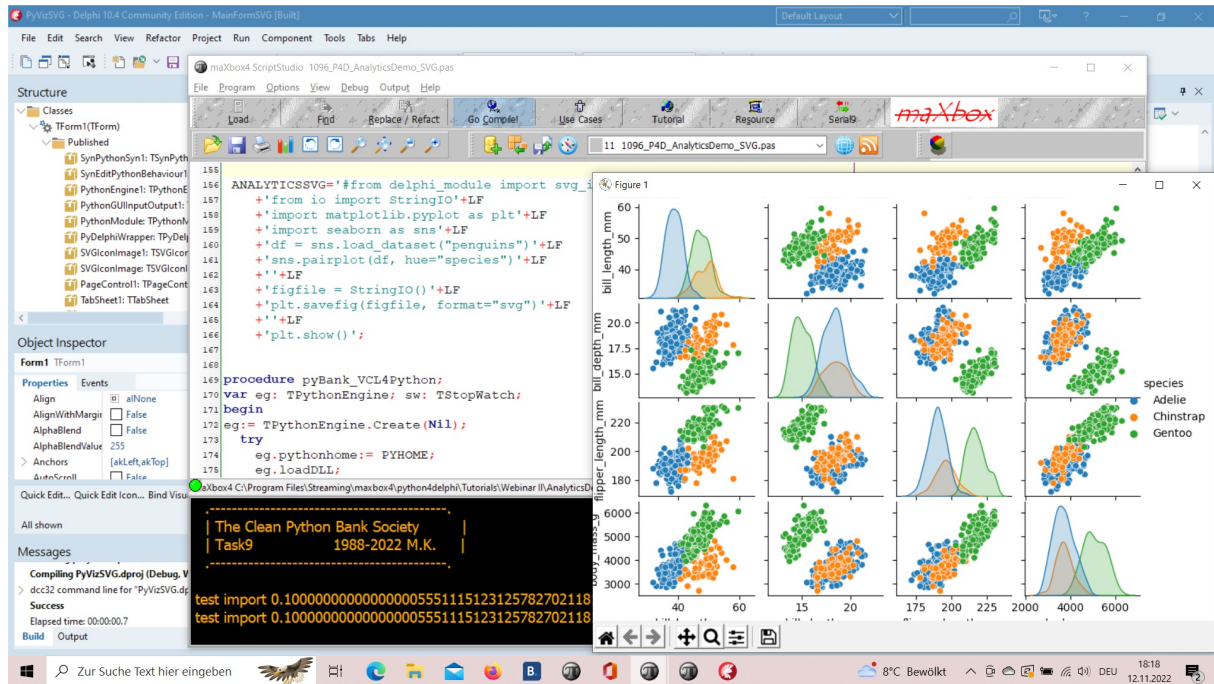 PyVizSVG - Delphi 10.4 Community Edition - MainFormSVG [Built]
Default Layout
File Edit Search View Refactor Project Run Component Tools Tabs Help
Structure
Classes
TForm1(TForm)
Published
SynPythonSyn1: TSynPyth
SynEditPythonBehaviour1
PythonEngine1: TPythonE
PythonGUIInputOutput1:
PythonModule: TPythonM
PyDelphiWrapper: TPyDel
SVGIconImage1: TSVGIcon
SVGIconImage: TSVGIconI
PageControl1: TPageCont
TabSheet1: TTabSheet
Object Inspector
Form1 TForm1
Properties Events
Align alNone
AlignWithMargin False
AlphaBlend False
AlphaBlendValue 255
Anchors [akLeft,akTop]
AutoScroll False
Quick Edit... Quick Edit Icon... Bind Visu
All shown
Messages
Compiling PyVizSVG.dproj (Debug, W
dcc32 command line for "PyVizSVG.dp
Success
Elapsed time: 00:00:00.7
Build Output
maXbox4 ScriptStudio 1096_P4D_AnalyticsDemo_SVG.pas
File Program Options View Debug Output Help
Load Find Replace / Refact Go Compile! Use Cases Tutorial Resource Serial9 maXbox
11 1096_P4D_AnalyticsDemo_SVG.pas
155
156 ANALYTICSSVG='#from delphi_module import svg_i
157 +'from io import StringIO'+LF
158 +'import matplotlib.pyplot as plt'+LF
159 +'import seaborn as sns'+LF
160 +'df = sns.load_dataset("penguins")'+LF
161 +'sns.pairplot(df, hue="species")'+LF
162 +''+LF
163 +'figfile = StringIO()'+LF
164 +'plt.savefig(figfile, format="svg")'+LF
165 +''+LF
166 +'plt.show()';
167
168
169 procedure pyBank_VCL4Python;
170 var eg: TPythonEngine; sw: TStopWatch;
171 begin
172 eg:= TPythonEngine.Create(Nil);
173 try
174 eg.pythonhome:= PYHOME;
175 eg.loadDLL;
maXbox4 C:\Program Files\Streaming\maxbox4\python4delphi\Tutorials\Webinar II\AnalyticsD
| The Clean Python Bank Society |
| Task9 1988-2022 M.K. |
test import 0.100000000000000005551115123125782702118
test import 0.100000000000000005551115123125782702118
Figure 1
bill_length_mm
60
50
40
bill_depth_mm
20.0
17.5
15.0
flipper_length_mm
220
200
180
body_mass_g
6000
5000
4000
3000
40 60 15 20 175 200 225 2000 4000 6000
species
Adelie
Chinstrap
Gentoo
Zur Suche Text hier eingeben
B.
8°C Bewölkt
DEU
18:18
12.11.2022
2